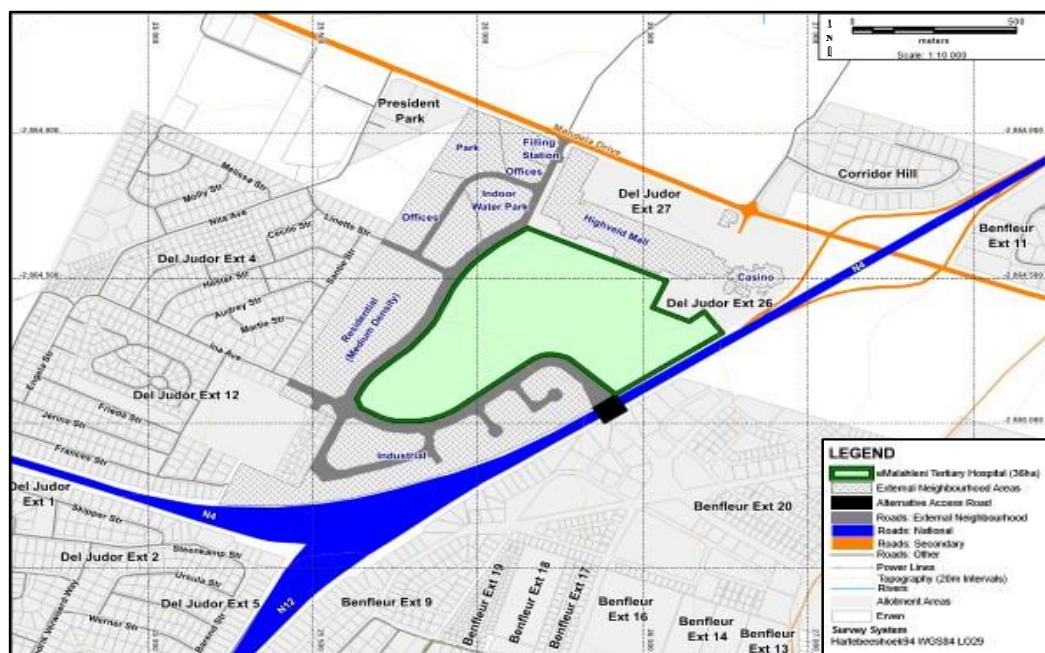 0 500
meters
Scale: 1:10 000
President
Park
Mandela Drive
Park
Filling
Station
Offices
Indoor
Water Park
Offices
Del Judor
Ext 27
Highveld Mall
Casino
Del Judor Ext 26
Corridor Hill
Benfleur
Ext 11
N4
Melissa Str
Molly Str
Nita Ave
Cecile Str
Linette Str
Santie Str
Del Judor Ext 4
Hester Str
Audrey Str
Martie Str
Ina Ave
Residential
(Medium Density)
Engela Str
Del Judor Ext 12
Frieda Str
Jenina Str
Frances Str
Industrial
Del Judor
Ext 1
N4
Skipper Str
Del Judor Ext 2
Steenkamp Str
Ursula Str
Del Judor Ext 5
Werner Str
Barend Str
N12
Benfleur Ext 9
Benfleur Ext 19
Benfleur Ext 18
Benfleur Ext 17
Benfleur
Ext 16
Benfleur
Ext 14
Benfleur
Ext 13
Benfleur Ext 20
LEGEND
eMalahleni Tertiary Hospital (36ha)
External Neighbourhood Areas
Alternative Access Road
Roads: External Neighbourhood
Roads: National
Roads: Secondary
Roads: Other
Power Lines
Topography (20m Intervals)
Rivers
Allotment Areas
Erven
Survey System
Hartebeeshoek94 WGS84 LO29